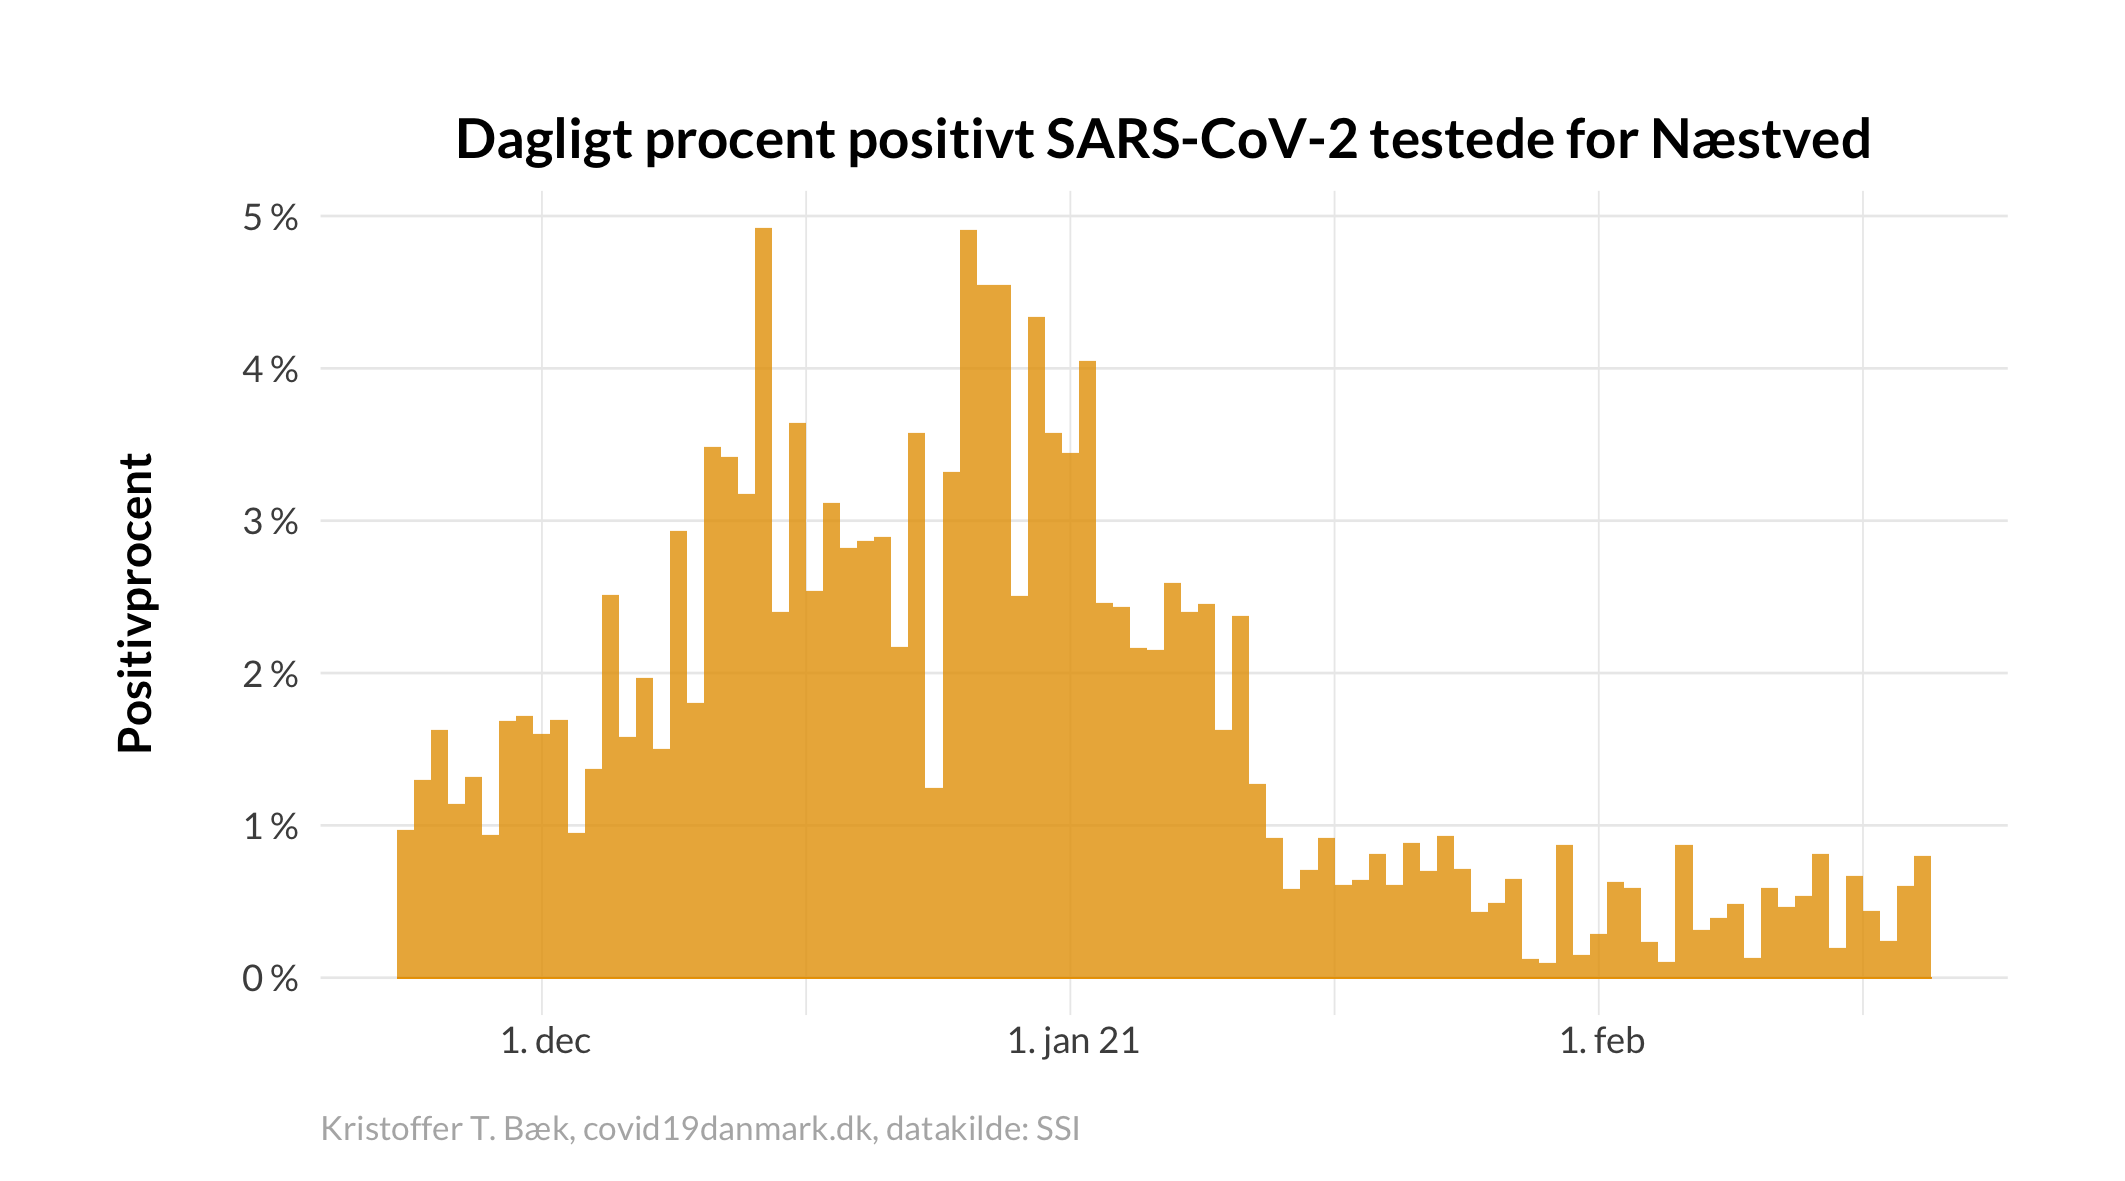 Dagligt procent positivt SARS-CoV-2 testede for Næstved
Positivprocent
5 %
4 %
3 %
2 %
1 %
0 %
1. dec
1. jan 21
1. feb
Kristoffer T. Bæk, covid19danmark.dk, datakilde: SSI